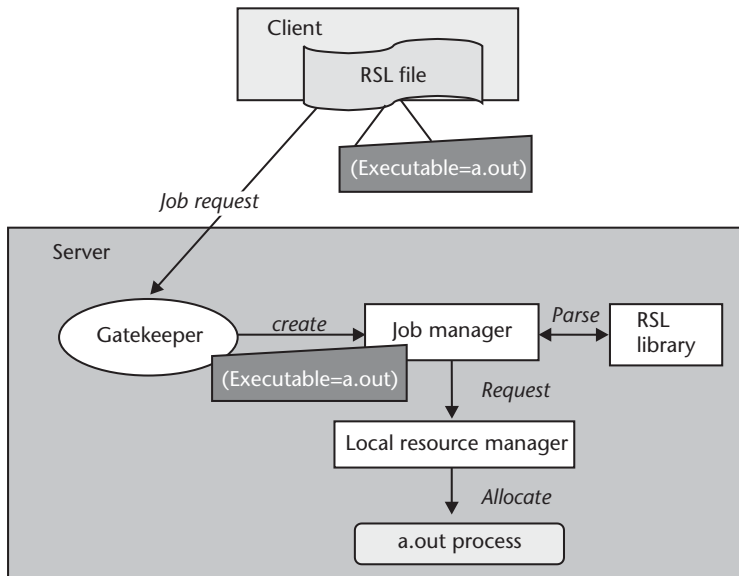 Client
RSL file
(Executable=a.out)
Job request
Server
Gatekeeper
create
Job manager
Parse
RSL
library
(Executable=a.out)
Request
Local resource manager
Allocate
a.out process